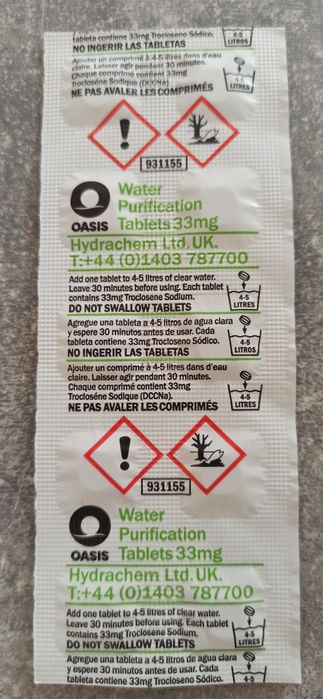 tableta contiene 33mg Trocloseno Sódico.
NO INGERIR LAS TABLETAS
4-5
LITROS
Ajouter un comprimé à 4-5 litres dans d'eau
claire. Laisser agir pendant 30 minutes.
Chaque comprimé contient 33mg
Trocloséne Sodique (DCCNa).
NE PAS AVALER LES COMPRIMÉS
4-5
LITRES
931155
OASIS
Water
Purification
Tablets 33mg
Hydrachem Ltd. UK.
T:+44 (0)1403 787700
Add one tablet to 4-5 litres of clear water.
Leave 30 minutes before using. Each tablet
contains 33mg Troclosene Sodium.
DO NOT SWALLOW TABLETS
4-5
LITRES
Agregue una tableta a 4-5 litros de agua clara
y espere 30 minutos antes de usar. Cada
tableta contiene 33mg Trocloseno Sódico.
NO INGERIR LAS TABLETAS
4-5
LITROS
Ajouter un comprimé à 4-5 litres dans d'eau
claire. Laisser agir pendant 30 minutes.
Chaque comprimé contient 33mg
Trocloséne Sodique (DCCNa).
NE PAS AVALER LES COMPRIMÉS
4-5
LITRES
931155
OASIS
Water
Purification
Tablets 33mg
Hydrachem Ltd. UK.
T:+44 (0)1403 787700
Add one tablet to 4-5 litres of clear water.
Leave 30 minutes before using. Each tablet
contains 33mg Troclosene Sodium.
DO NOT SWALLOW TABLETS
4-5
LITRES
Agregue una tableta a 4-5 litros de agua clara
y espere 30 minutos antes de usar. Cada
tableta contiene 33mg Trocloseno Sódico.
4-5